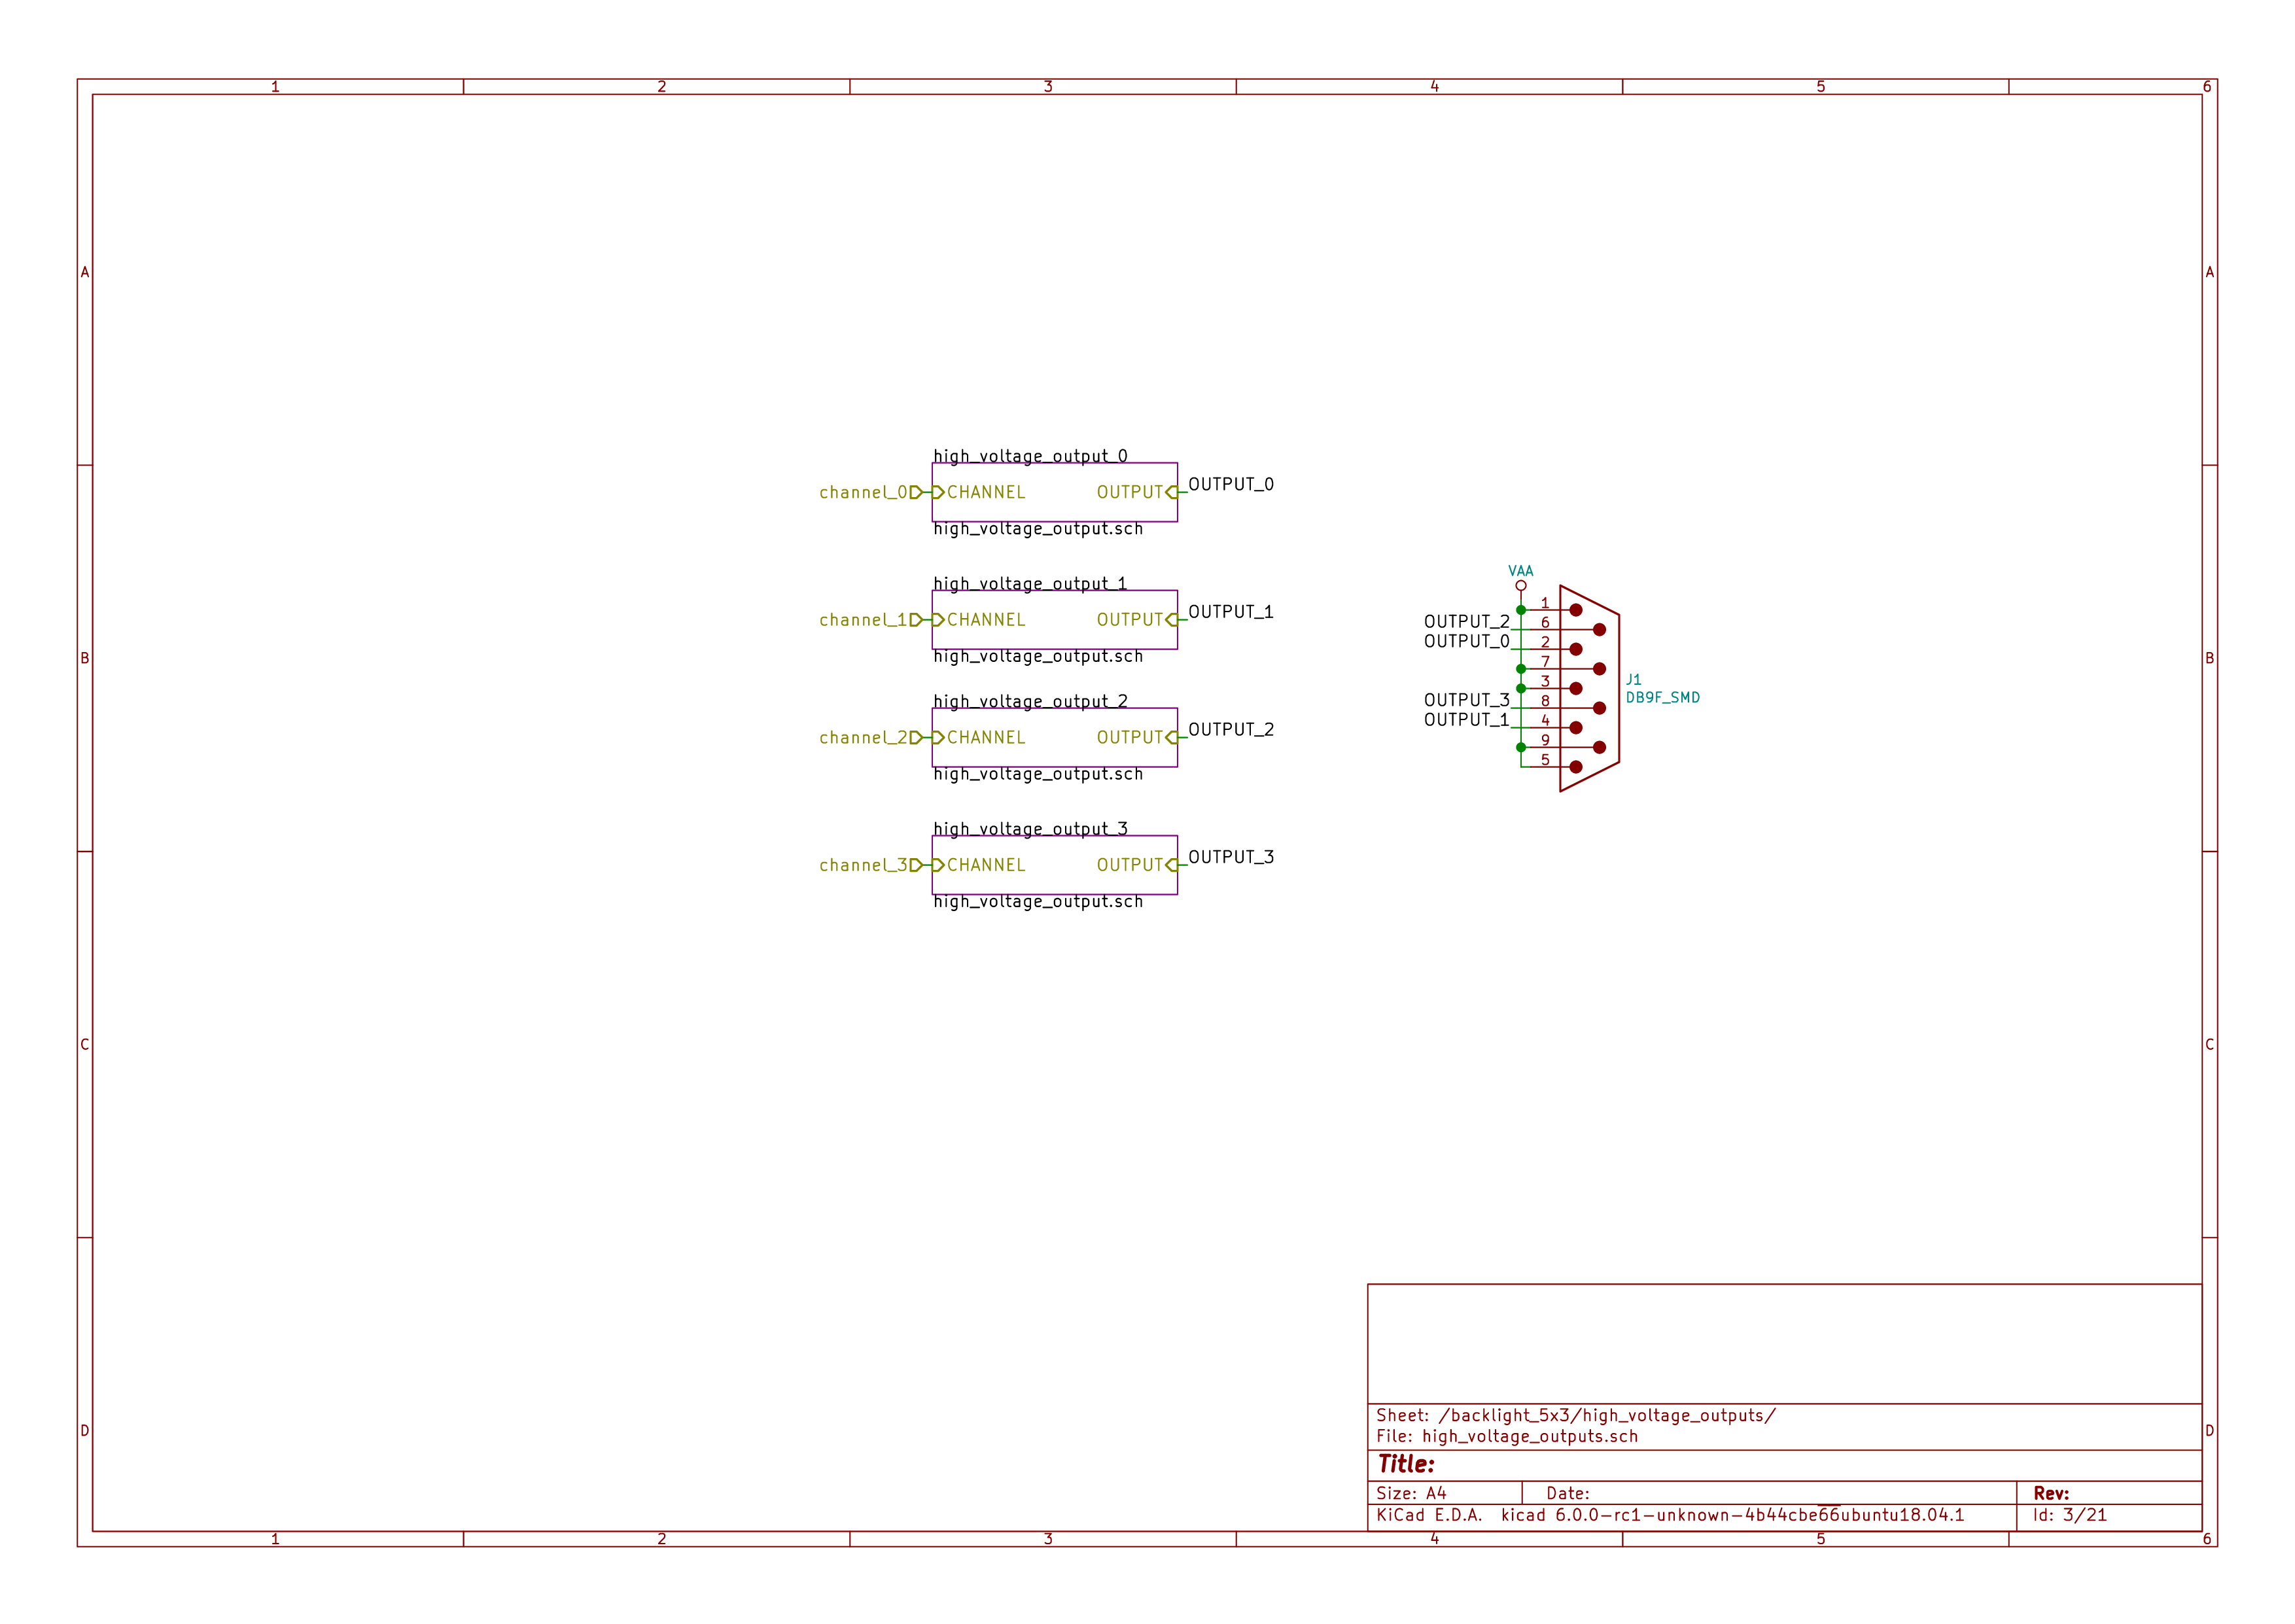 1 2 3 4 5 6
A A
high_voltage_output_0
channel_0 CHANNEL OUTPUT OUTPUT_0
high_voltage_output.sch
high_voltage_output_1
channel_1 CHANNEL OUTPUT OUTPUT_1
high_voltage_output.sch
high_voltage_output_2
channel_2 CHANNEL OUTPUT OUTPUT_2
high_voltage_output.sch
high_voltage_output_3
channel_3 CHANNEL OUTPUT OUTPUT_3
high_voltage_output.sch
VAA
1
OUTPUT_2 6
OUTPUT_0 2
7
3
OUTPUT_3 8
OUTPUT_1 4
9
5
J1
DB9F_SMD
B B
C C
D D
Sheet: /backlight_5x3/high_voltage_outputs/
File: high_voltage_outputs.sch
Title:
Size: A4 Date: Rev:
KiCad E.D.A. kicad 6.0.0-rc1-unknown-4b44cbe66ubuntu18.04.1 Id: 3/21
1 2 3 4 5 6